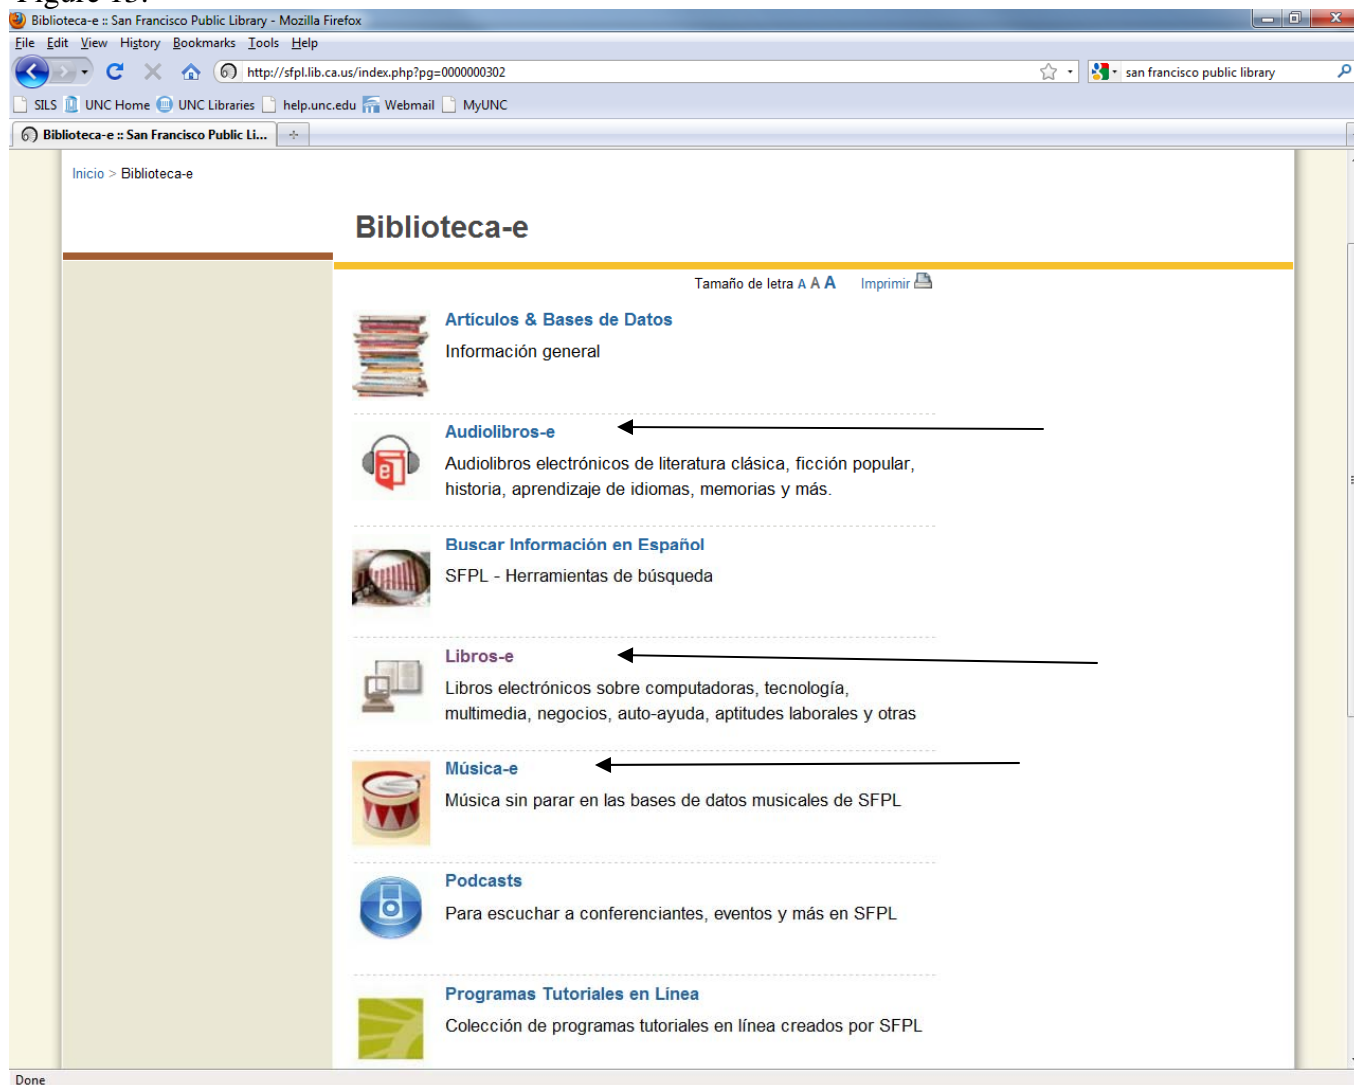 Figure 13.
Biblioteca-e :: San Francisco Public Library - Mozilla Firefox
File Edit View History Bookmarks Tools Help
http://sfpl.lib.ca.us/index.php?pg=0000000302 san francisco public library
SILS UNC Home UNC Libraries help.unc.edu Webmail MyUNC
Biblioteca-e :: San Francisco Public Li...
Inicio > Biblioteca-e
Biblioteca-e
Tamaño de letra A A A Imprimir
Artículos & Bases de Datos
Información general
Audiolibros-e
Audiolibros electrónicos de literatura clásica, ficción popular,
historia, aprendizaje de idiomas, memorias y más.
Buscar Información en Español
SFPL - Herramientas de búsqueda
Libros-e
Libros electrónicos sobre computadoras, tecnología,
multimedia, negocios, auto-ayuda, aptitudes laborales y otras
Música-e
Música sin parar en las bases de datos musicales de SFPL
Podcasts
Para escuchar a conferenciantes, eventos y más en SFPL
Programas Tutoriales en Línea
Colección de programas tutoriales en línea creados por SFPL
Done